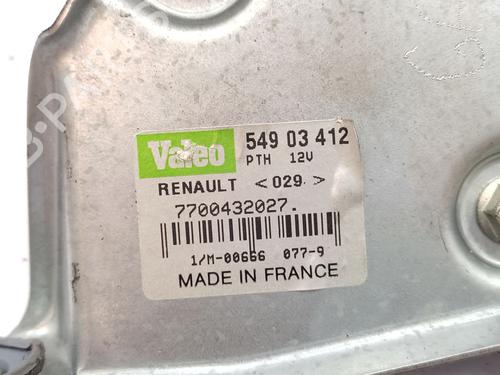 Valeo 549 03 412
PTH 12V
RENAULT <029.>
7700432027.
1/M-00666 077-9
MADE IN FRANCE